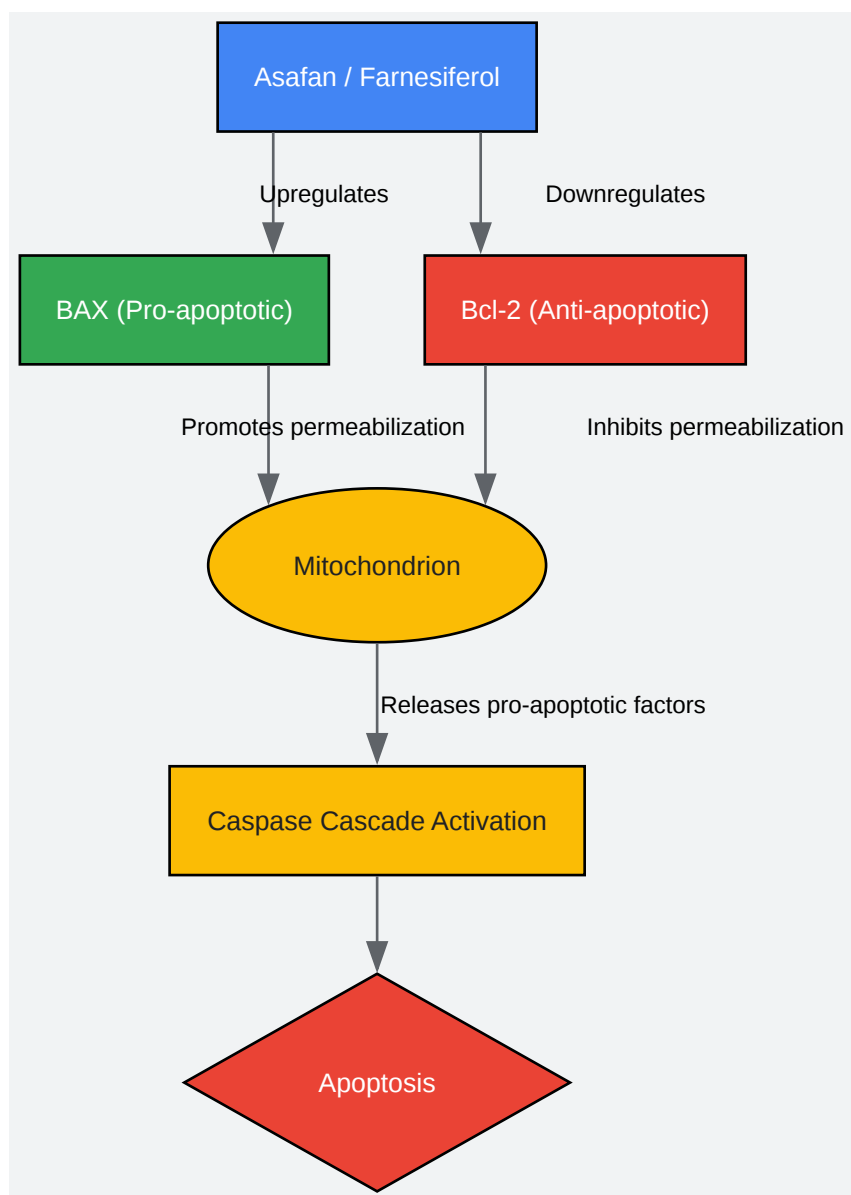 Asafan / Farnesiferol
Upregulates
Downregulates
BAX (Pro-apoptotic)
Bcl-2 (Anti-apoptotic)
Promotes permeabilization
Inhibits permeabilization
Mitochondrion
Releases pro-apoptotic factors
Caspase Cascade Activation
Apoptosis